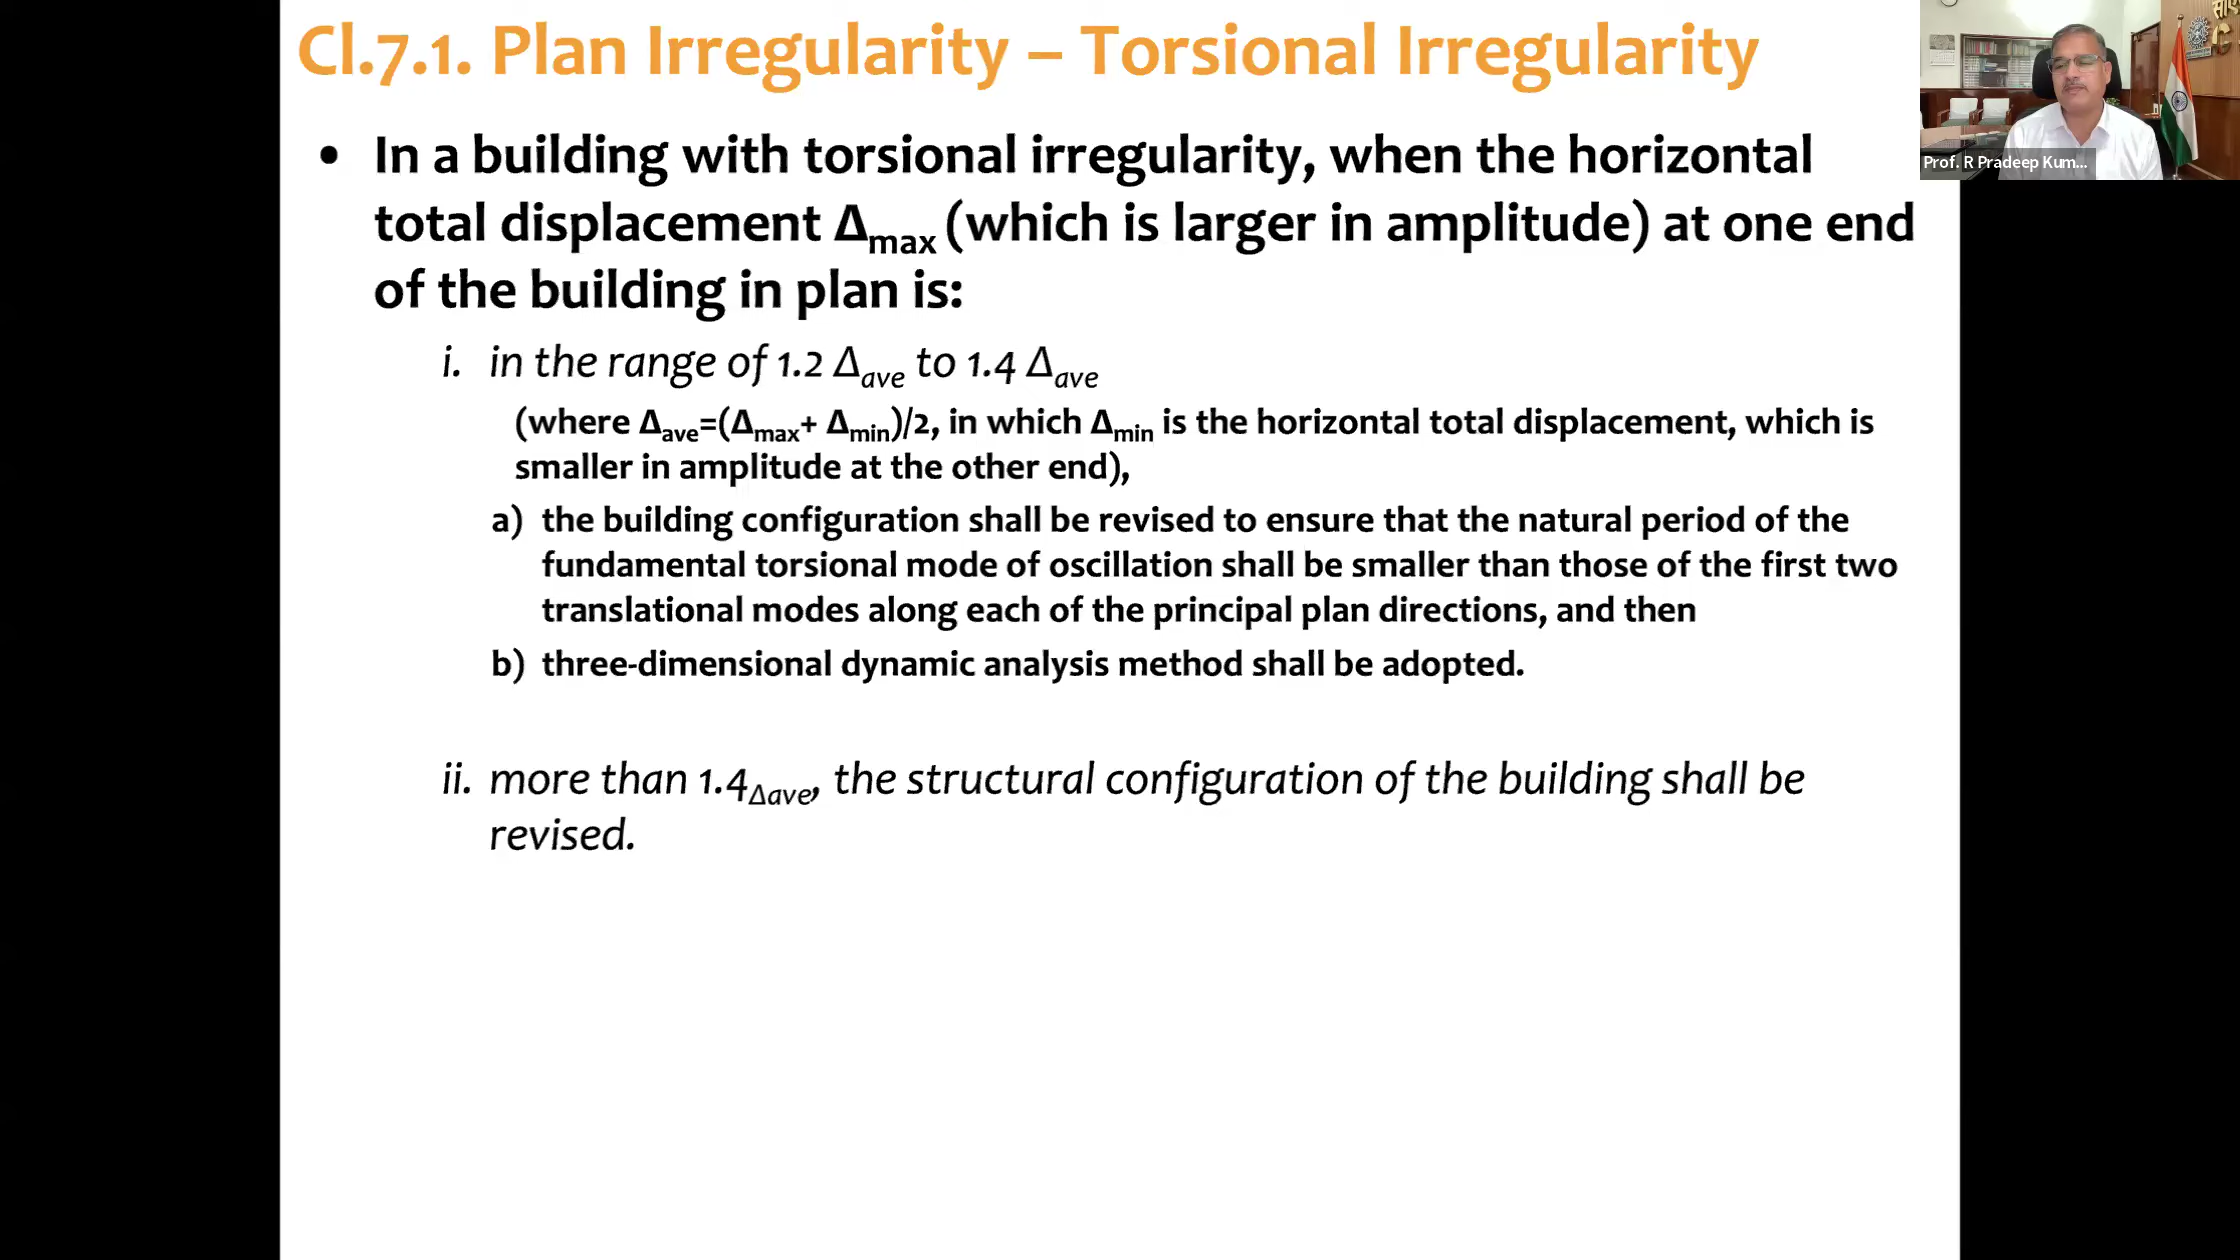 Cl.7.1. Plan Irregularity – Torsional Irregularity
Prof. R Pradeep Kum...
• In a building with torsional irregularity, when the horizontal
total displacement Δmax (which is larger in amplitude) at one end
of the building in plan is:
i. in the range of 1.2 Δave to 1.4 Δave
(where Δave=(Δmax+ Δmin)/2, in which Δmin is the horizontal total displacement, which is
smaller in amplitude at the other end),
a) the building configuration shall be revised to ensure that the natural period of the
fundamental torsional mode of oscillation shall be smaller than those of the first two
translational modes along each of the principal plan directions, and then
b) three-dimensional dynamic analysis method shall be adopted.
ii. more than 1.4Δave, the structural configuration of the building shall be
revised.